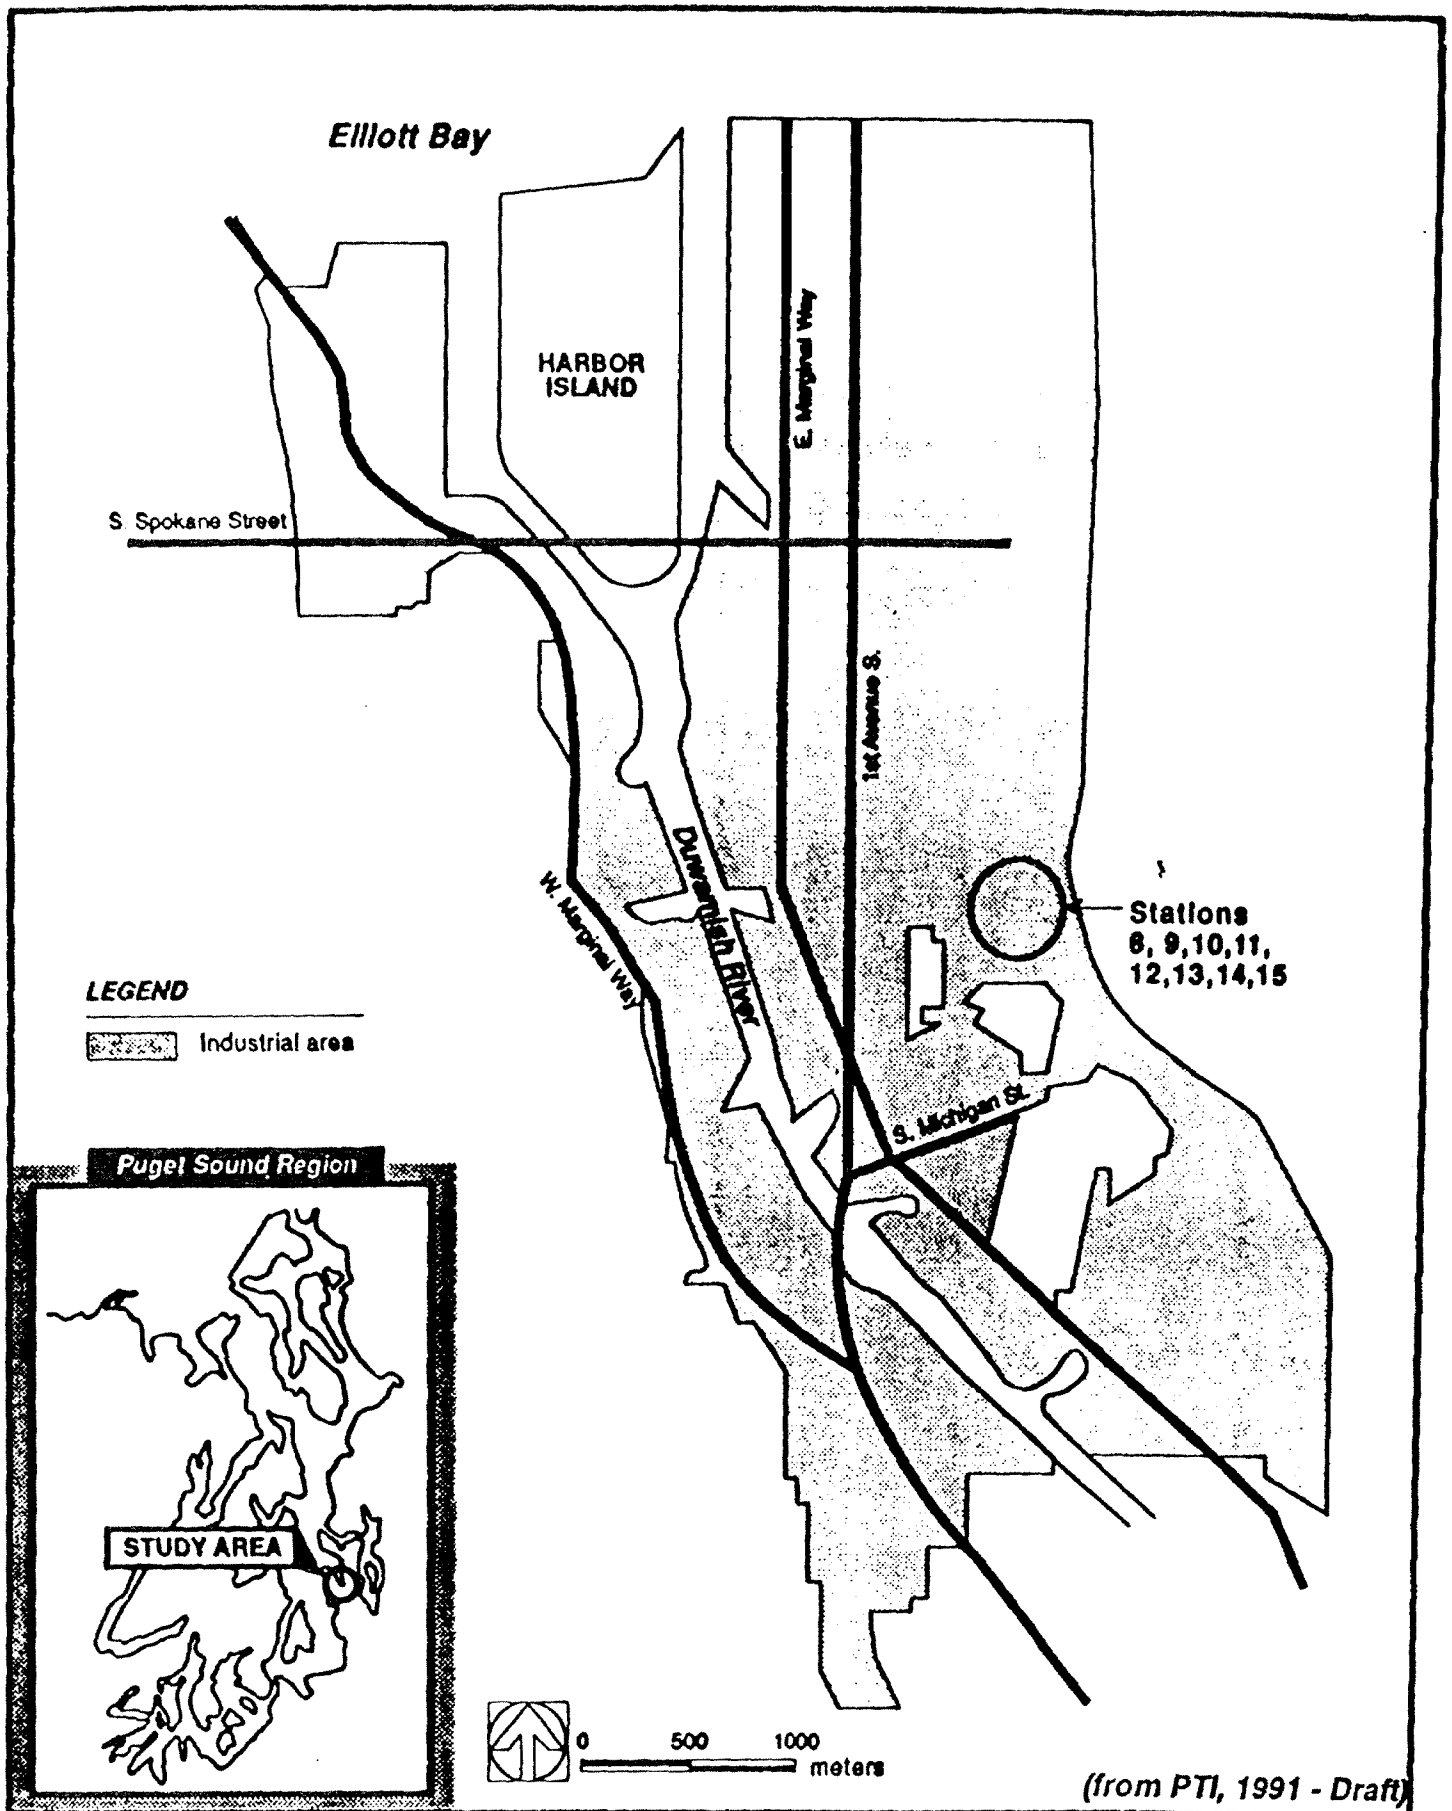 Elliott Bay
HARBOR
ISLAND
E. Marginal Way
S. Spokane Street
1st Avenue S.
Duwamish River
W. Marginal Way
Stations
8, 9,10,11,
12,13,14,15
LEGEND
Industrial area
S. Michigan St.
Puget Sound Region
STUDY AREA
0 500 1000
meters
(from PTI, 1991 - Draft)